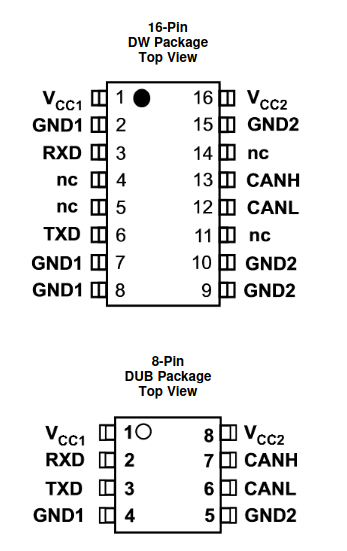 16-Pin
DW Package
Top View
VCC1 1 16 VCC2
GND1 2 15 GND2
RXD 3 14 nc
nc 4 13 CANH
nc 5 12 CANL
TXD 6 11 nc
GND1 7 10 GND2
GND1 8 9 GND2
8-Pin
DUB Package
Top View
VCC1 1 8 VCC2
RXD 2 7 CANH
TXD 3 6 CANL
GND1 4 5 GND2